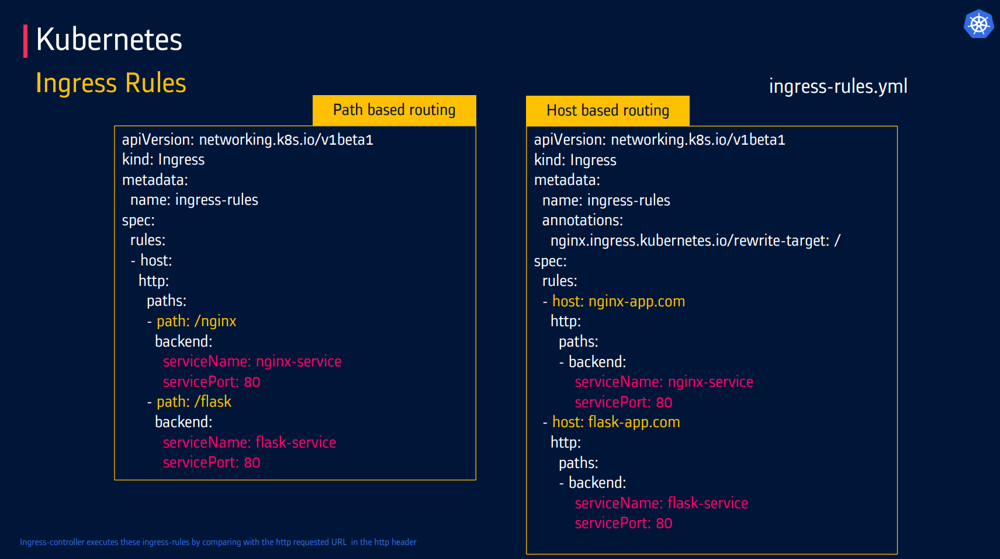 Kubernetes
Ingress Rules
ingress-rules.yml
Path based routing
apiVersion: networking.k8s.io/v1beta1
kind: Ingress
metadata:
  name: ingress-rules
spec:
  rules:
  - host:
    http:
      paths:
      - path: /nginx
        backend:
          serviceName: nginx-service
          servicePort: 80
      - path: /flask
        backend:
          serviceName: flask-service
          servicePort: 80
Host based routing
apiVersion: networking.k8s.io/v1beta1
kind: Ingress
metadata:
  name: ingress-rules
  annotations:
    nginx.ingress.kubernetes.io/rewrite-target: /
spec:
  rules:
  - host: nginx-app.com
    http:
      paths:
      - backend:
          serviceName: nginx-service
          servicePort: 80
  - host: flask-app.com
    http:
      paths:
      - backend:
          serviceName: flask-service
          servicePort: 80
Ingress-controller executes these ingress-rules by comparing with the http requested URL  in the http header